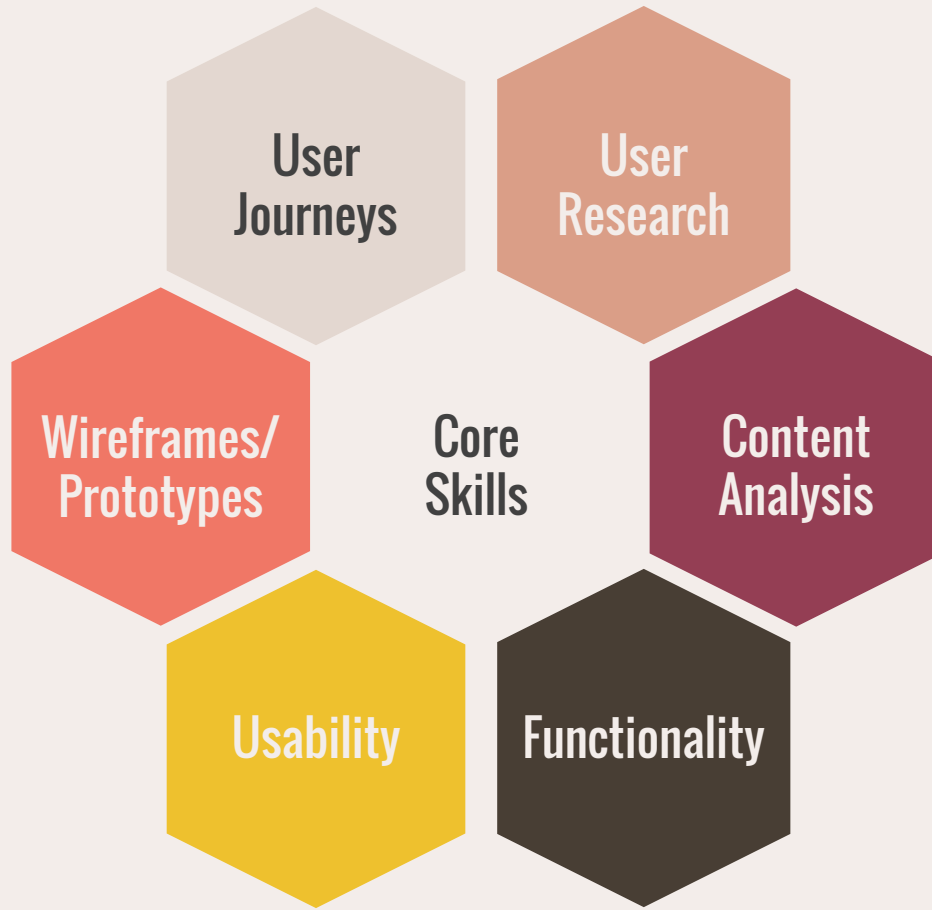 User
Journeys
User
Research
Wireframes/
Prototypes
Core
Skills
Content
Analysis
Usability
Functionality